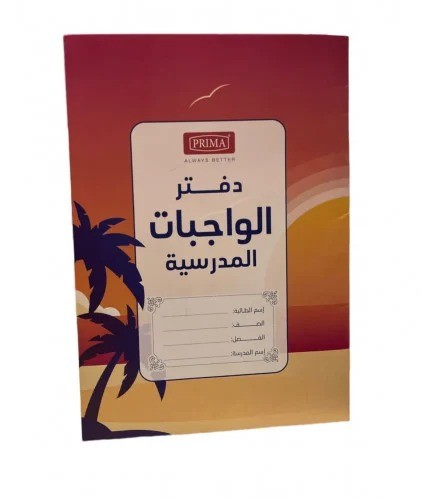 PRIMA
ALWAYS BETTER
دفتر
الواجبات
المدرسية
إسم الطالبة:
الصف:
الفصل:
إسم المدرسة: